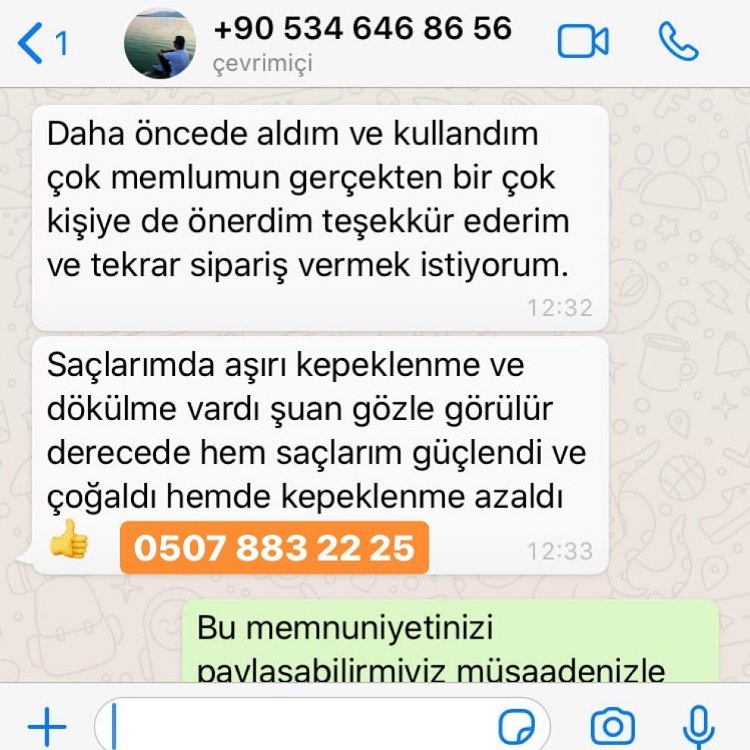 1
+90 534 646 86 56
çevrimiçi
Daha öncede aldım ve kullandım
çok memlumun gerçekten bir çok
kişiye de önerdim teşekkür ederim
ve tekrar sipariş vermek istiyorum.
12:32
Saçlarımda aşırı kepeklenme ve
dökülme vardı şuan gözle görülür
derecede hem saçlarım güçlendi ve
çoğaldı hemde kepeklenme azaldı
👍 0507 883 22 25 12:33
Bu memnuniyetinizi
paylaşabilirmiyiz müsaadenizle